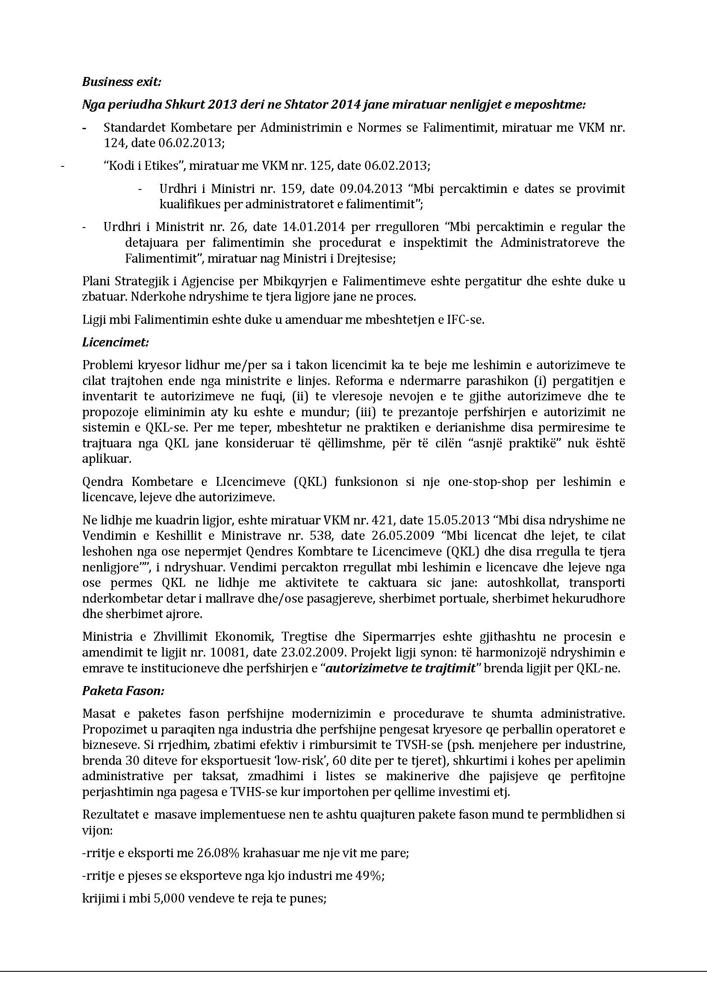 Business exit:
Nga periudha Shkurt 2013 deri ne Shtator 2014 jane miratuar nenligjet e meposhtme:
- Standardet Kombetare per Administrimin e Normes se Falimentimit, miratuar me VKM nr.
124, date 06.02.2013;
- “Kodi i Etikes”, miratuar me VKM nr. 125, date 06.02.2013;
- Urdhri i Ministri nr. 159, date 09.04.2013 “Mbi percaktimin e dates se provimit
kualifikues per administratoret e falimentimit”;
- Urdhri i Ministrit nr. 26, date 14.01.2014 per rregulloren “Mbi percaktimin e regular the
detajuara per falimentimin she procedurat e inspektimit the Administratoreve the
Falimentimit”, miratuar nag Ministri i Drejtesise;
Plani Strategjik i Agjencise per Mbikqyrjen e Falimentimeve eshte pergatitur dhe eshte duke u
zbatuar. Nderkohe ndryshime te tjera ligjore jane ne proces.
Ligji mbi Falimentimin eshte duke u amenduar me mbeshtetjen e IFC-se.
Licencimet:
Problemi kryesor lidhur me/per sa i takon licencimit ka te beje me leshimin e autorizimeve te
cilat trajtohen ende nga ministrite e linjes. Reforma e ndermarre parashikon (i) pergatitjen e
inventarit te autorizimeve ne fuqi, (ii) te vleresoje nevojen e te gjithe autorizimeve dhe te
propozoje eliminimin aty ku eshte e mundur; (iii) te prezantoje perfshirjen e autorizimit ne
sistemin e QKL-se. Per me teper, mbeshtetur ne praktiken e derianishme disa permiresime te
trajtuara nga QKL jane konsideruar të qëllimshme, për të cilën “asnjë praktikë” nuk është
aplikuar.
Qendra Kombetare e LIcencimeve (QKL) funksionon si nje one-stop-shop per leshimin e
licencave, lejeve dhe autorizimeve.
Ne lidhje me kuadrin ligjor, eshte miratuar VKM nr. 421, date 15.05.2013 “Mbi disa ndryshime ne
Vendimin e Keshillit e Ministrave nr. 538, date 26.05.2009 “Mbi licencat dhe lejet, te cilat
leshohen nga ose nepermjet Qendres Kombtare te Licencimeve (QKL) dhe disa rregulla te tjera
nenligjore””, i ndryshuar. Vendimi percakton rregullat mbi leshimin e licencave dhe lejeve nga
ose permes QKL ne lidhje me aktivitete te caktuara sic jane: autoshkollat, transporti
nderkombetar detar i mallrave dhe/ose pasagjereve, sherbimet portuale, sherbimet hekurudhore
dhe sherbimet ajrore.
Ministria e Zhvillimit Ekonomik, Tregtise dhe Sipermarrjes eshte gjithashtu ne procesin e
amendimit te ligjit nr. 10081, date 23.02.2009. Projekt ligji synon: të harmonizojë ndryshimin e
emrave te institucioneve dhe perfshirjen e “autorizimetve te trajtimit” brenda ligjit per QKL-ne.
Paketa Fason:
Masat e paketes fason perfshijne modernizimin e procedurave te shumta administrative.
Propozimet u paraqiten nga industria dhe perfshijne pengesat kryesore qe perballin operatoret e
bizneseve. Si rrjedhim, zbatimi efektiv i rimbursimit te TVSH-se (psh. menjehere per industrine,
brenda 30 diteve for eksportuesit ‘low-risk’, 60 dite per te tjeret), shkurtimi i kohes per apelimin
administrative per taksat, zmadhimi i listes se makinerive dhe pajisjeve qe perfitojne
perjashtimin nga pagesa e TVHS-se kur importohen per qellime investimi etj.
Rezultatet e masave implementuese nen te ashtu quajturen pakete fason mund te permblidhen si
vijon:
-rritje e eksporti me 26.08% krahasuar me nje vit me pare;
-rritje e pjeses se eksporteve nga kjo industri me 49%;
krijimi i mbi 5,000 vendeve te reja te punes;